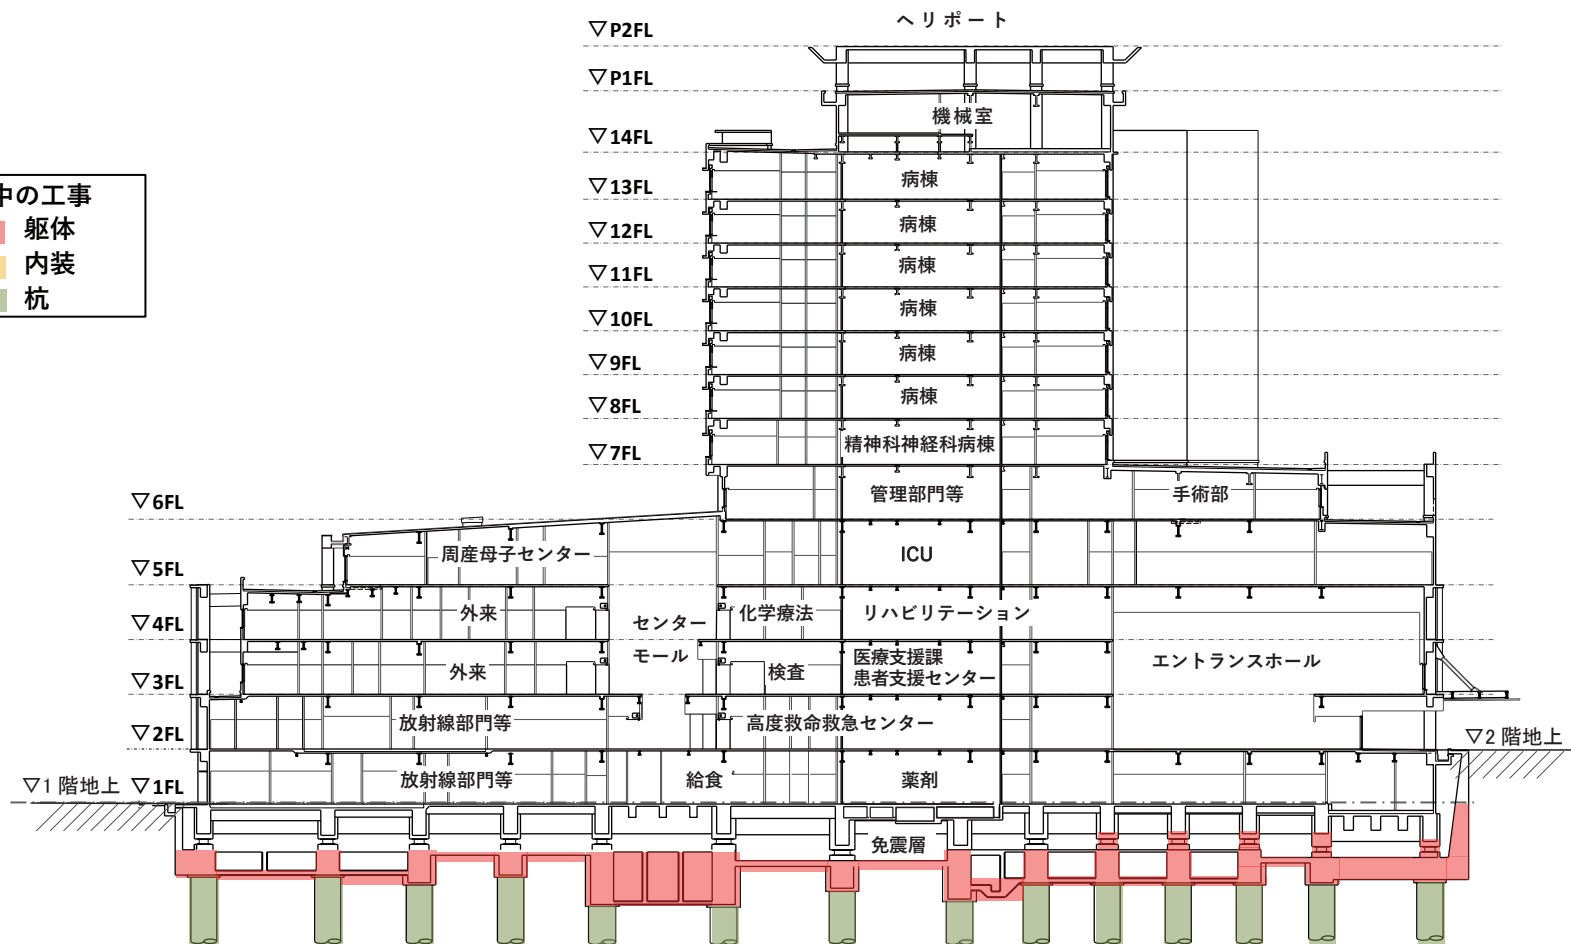 ヘリポート
▽P2FL
▽P1FL
機械室
▽14FL
病棟
▽13FL
病棟
▽12FL
病棟
▽11FL
病棟
▽10FL
病棟
▽9FL
病棟
▽8FL
精神科神経科病棟
▽7FL
中の工事
躯体
内装
杭
管理部門等
手術部
▽6FL
周産母子センター
ICU
▽5FL
外来
センター
モール
化学療法
リハビリテーション
▽4FL
外来
検査
医療支援課
患者支援センター
エントランスホール
▽3FL
放射線部門等
高度救命救急センター
▽2FL
▽2階地上
放射線部門等
給食
薬剤
▽1階地上
▽1FL
免震層